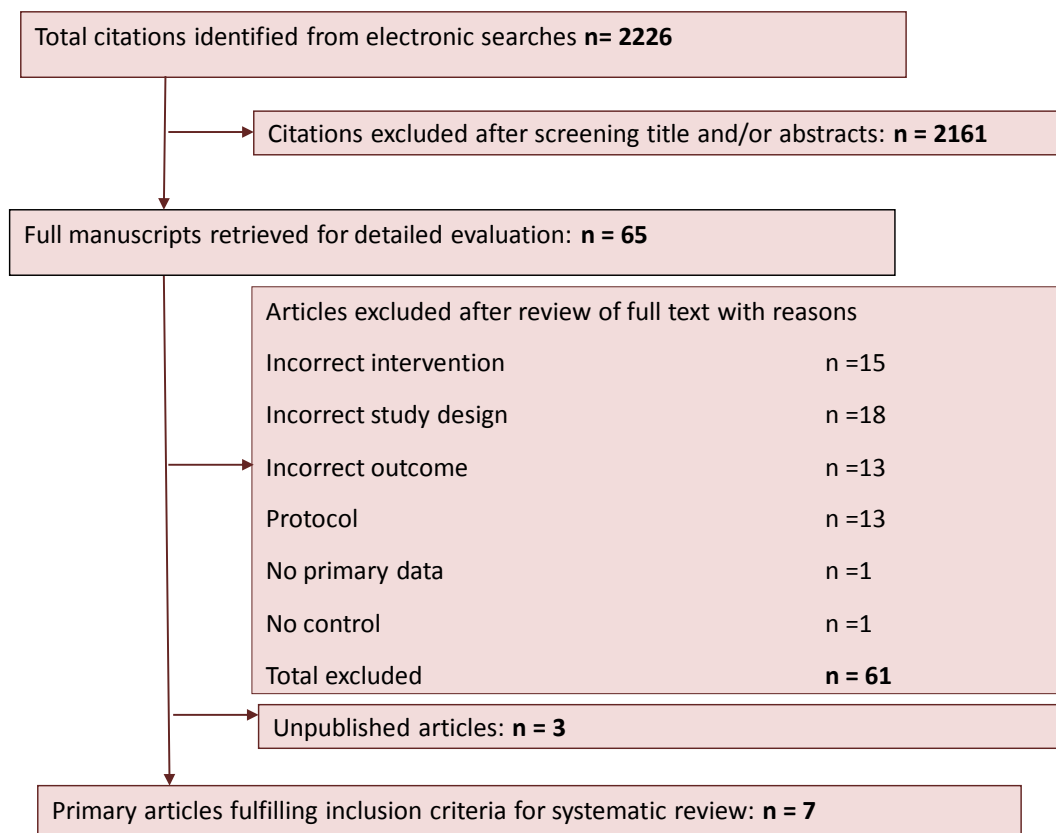 Total citations identified from electronic searches n= 2226
Citations excluded after screening title and/or abstracts: n = 2161
Full manuscripts retrieved for detailed evaluation: n = 65
Articles excluded after review of full text with reasons
Incorrect intervention n =15
Incorrect study design n =18
Incorrect outcome n =13
Protocol n =13
No primary data n =1
No control n =1
Total excluded n = 61
Unpublished articles: n = 3
Primary articles fulfilling inclusion criteria for systematic review: n = 7